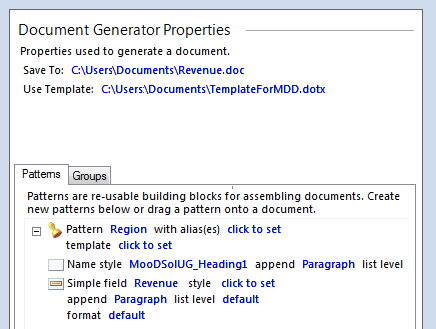 Document Generator Properties
Properties used to generate a document.
Save To: C:\Users\Documents\Revenue.doc
Use Template: C:\Users\Documents\TemplateForMDD.dotx
Patterns Groups
Patterns are re-usable building blocks for assembling documents. Create
new patterns below or drag a pattern onto a document.
Pattern Region with alias(es) click to set
template click to set
Name style MooDSolUG_Heading1 append Paragraph list level
Simple field Revenue style click to set
append Paragraph list level default
format default